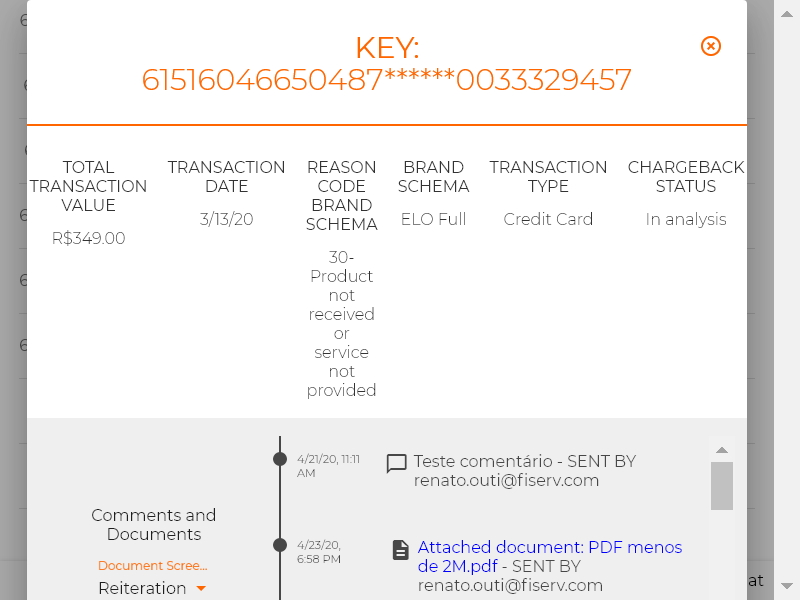 KEY:
61516046650487******0033329457
TOTAL
TRANSACTION
VALUE
R$349.00
TRANSACTION
DATE
3/13/20
REASON
CODE
BRAND
SCHEMA
30-
Product
not
received
or
service
not
provided
BRAND
SCHEMA
ELO Full
TRANSACTION
TYPE
Credit Card
CHARGEBACK
STATUS
In analysis
Comments and
Documents
Document Scree...
Reiteration
4/21/20, 11:11
AM
Teste comentário - SENT BY
renato.outi@fiserv.com
4/23/20,
6:58 PM
Attached document: PDF menos
de 2M.pdf - SENT BY
renato.outi@fiserv.com
at